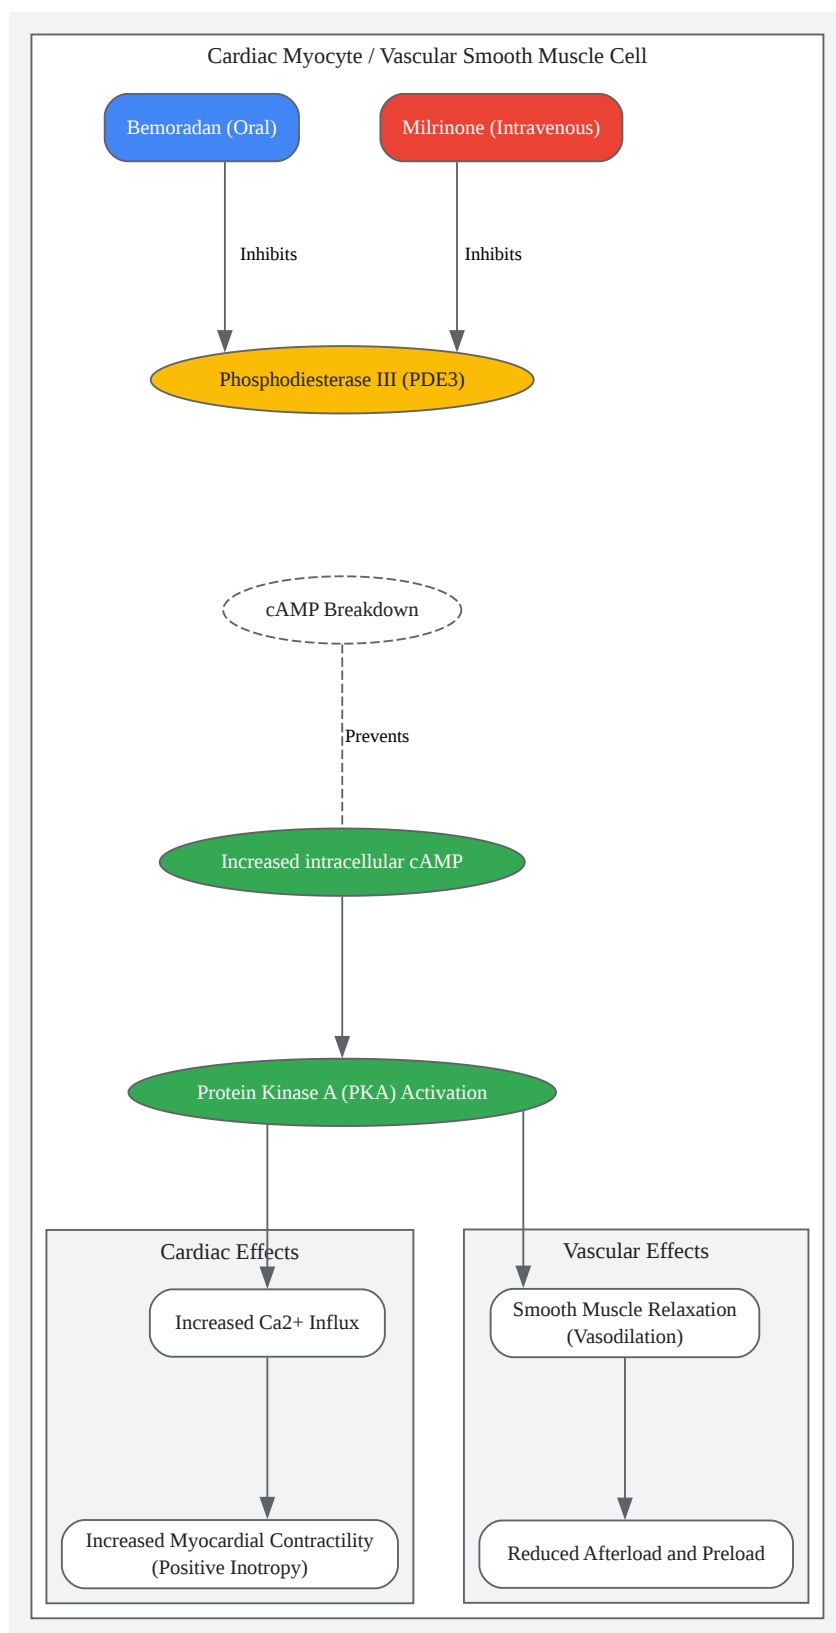 Cardiac Myocyte / Vascular Smooth Muscle Cell
Bemoradan (Oral)
Milrinone (Intravenous)
Inhibits
Inhibits
Phosphodiesterase III (PDE3)
cAMP Breakdown
Prevents
Increased intracellular cAMP
Protein Kinase A (PKA) Activation
Cardiac Effects
Vascular Effects
Increased Ca2+ Influx
Smooth Muscle Relaxation
(Vasodilation)
Increased Myocardial Contractility
(Positive Inotropy)
Reduced Afterload and Preload